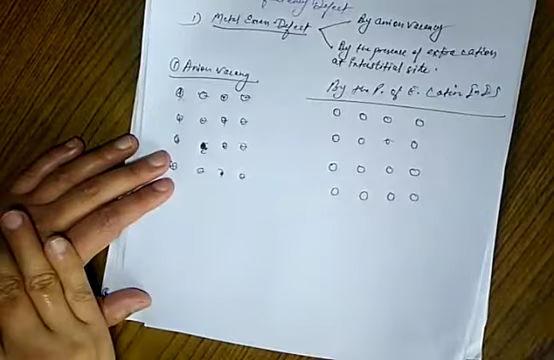 Defect
1) Metal Excess Defect
By anion vacancy
By the presence of extra cation
at interstitial site.
① Anion vacancy
By the P. of E. Cation In I S